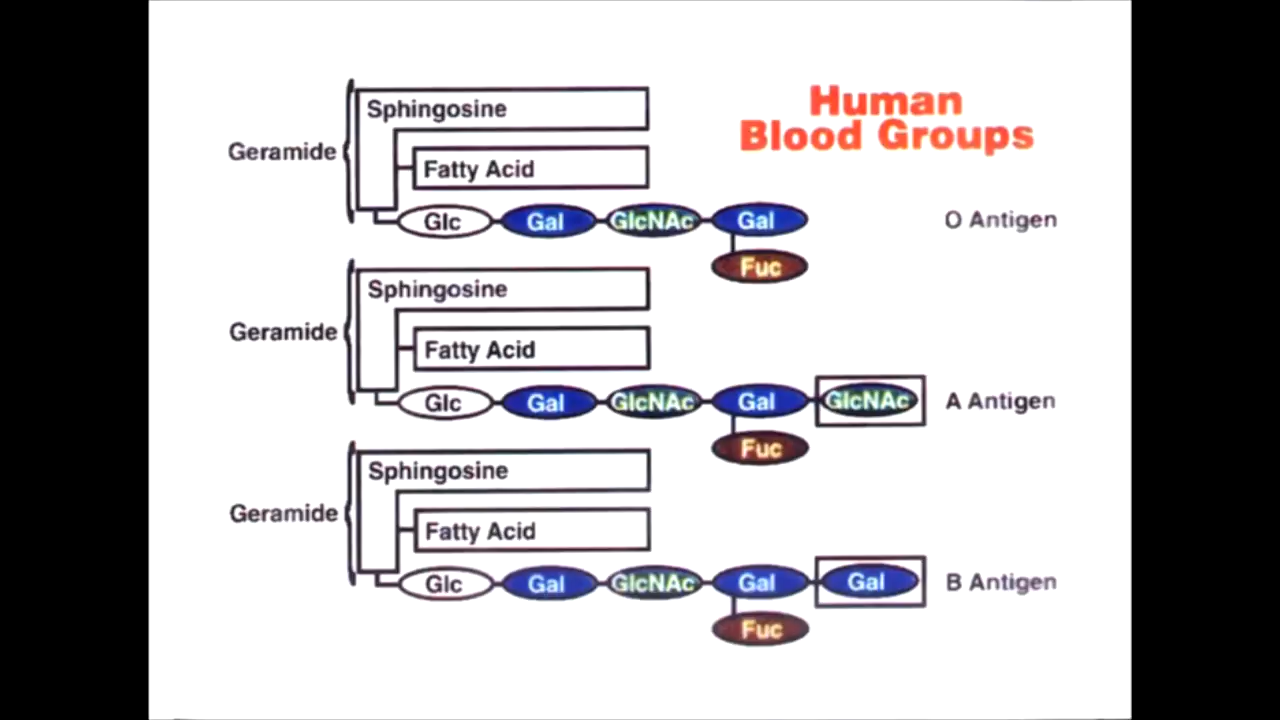 Human
Blood Groups
Sphingosine
Geramide
Fatty Acid
Glc Gal GlcNAc Gal O Antigen
Fuc
Sphingosine
Geramide
Fatty Acid
Glc Gal GlcNAc Gal GlcNAc A Antigen
Fuc
Sphingosine
Geramide
Fatty Acid
Glc Gal GlcNAc Gal Gal B Antigen
Fuc